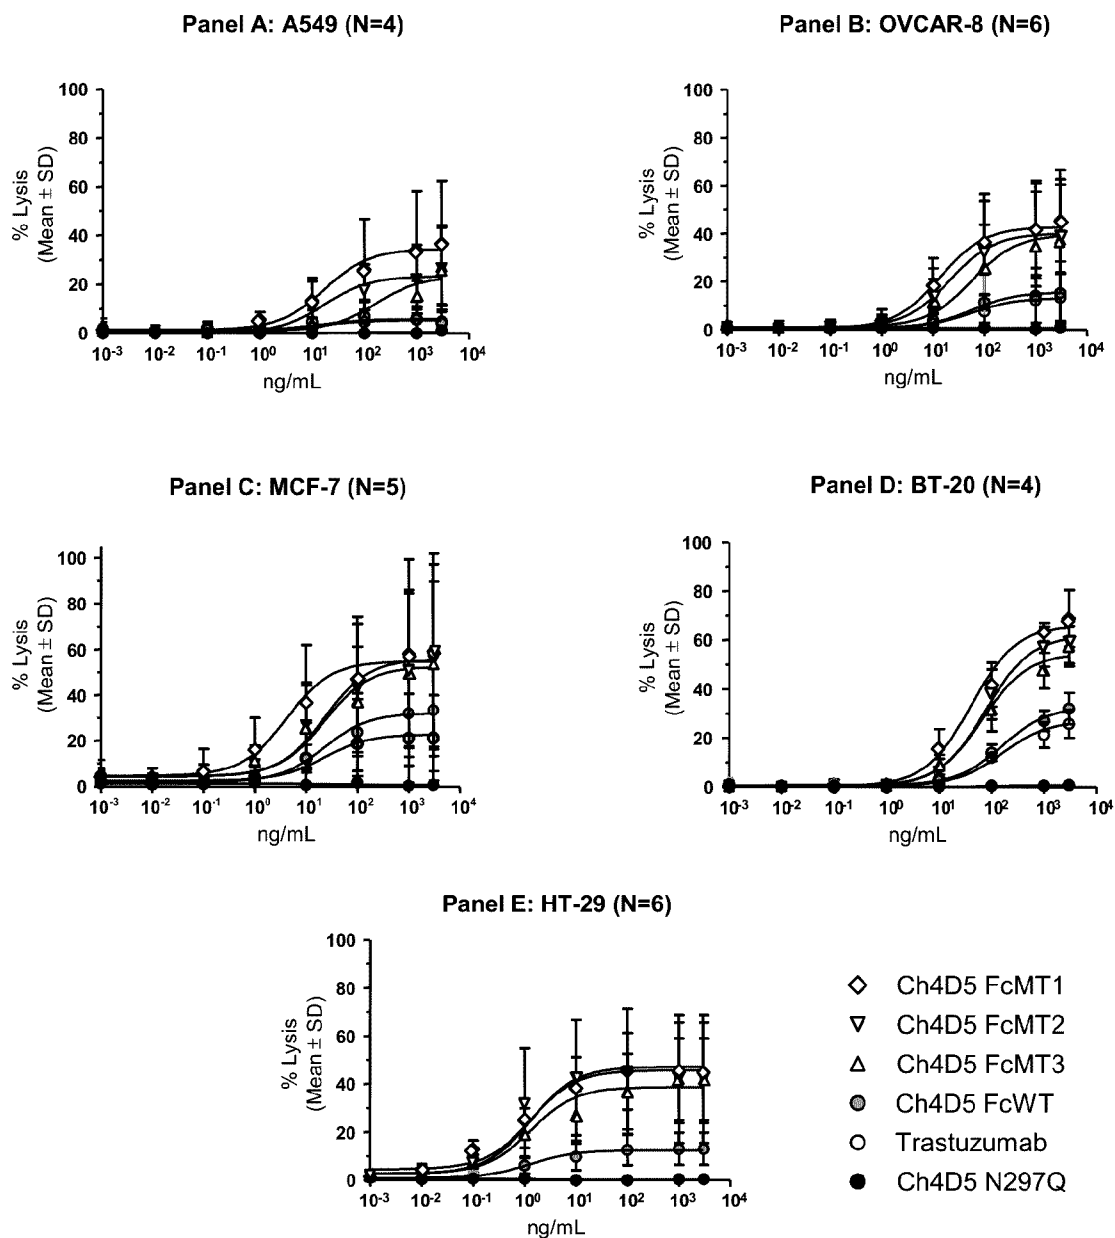 Panel A: A549 (N=4)
100
80
60
40
20
0
% Lysis
(Mean ± SD)
10-3 10-2 10-1 100 101 102 103 104
ng/mL
Panel B: OVCAR-8 (N=6)
100
80
60
40
20
0
% Lysis
(Mean ± SD)
10-3 10-2 10-1 100 101 102 103 104
ng/mL
Panel C: MCF-7 (N=5)
100
80
60
40
20
0
% Lysis
(Mean ± SD)
10-3 10-2 10-1 100 101 102 103 104
ng/mL
Panel D: BT-20 (N=4)
100
80
60
40
20
0
% Lysis
(Mean ± SD)
10-3 10-2 10-1 100 101 102 103 104
ng/mL
Panel E: HT-29 (N=6)
100
80
60
40
20
0
% Lysis
(Mean ± SD)
10-3 10-2 10-1 100 101 102 103 104
ng/mL
Ch4D5 FcMT1
Ch4D5 FcMT2
Ch4D5 FcMT3
Ch4D5 FcWT
Trastuzumab
Ch4D5 N297Q